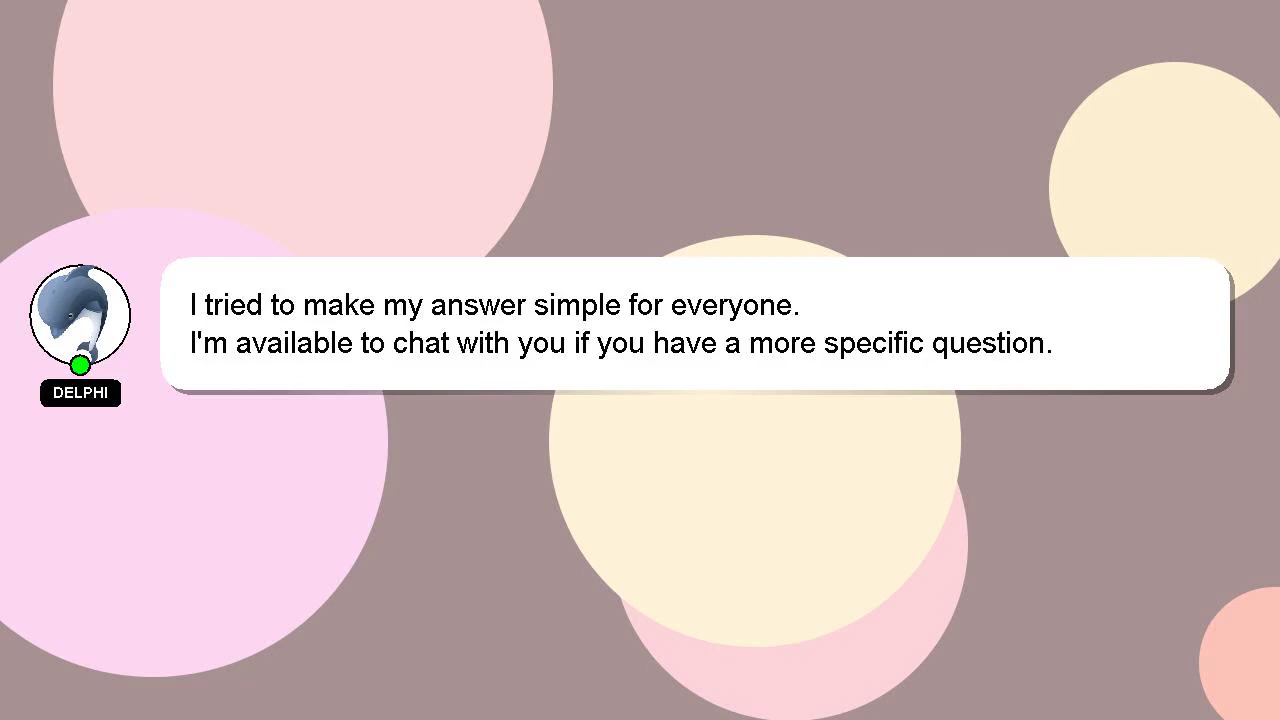 I tried to make my answer simple for everyone.
I'm available to chat with you if you have a more specific question.
DELPHI